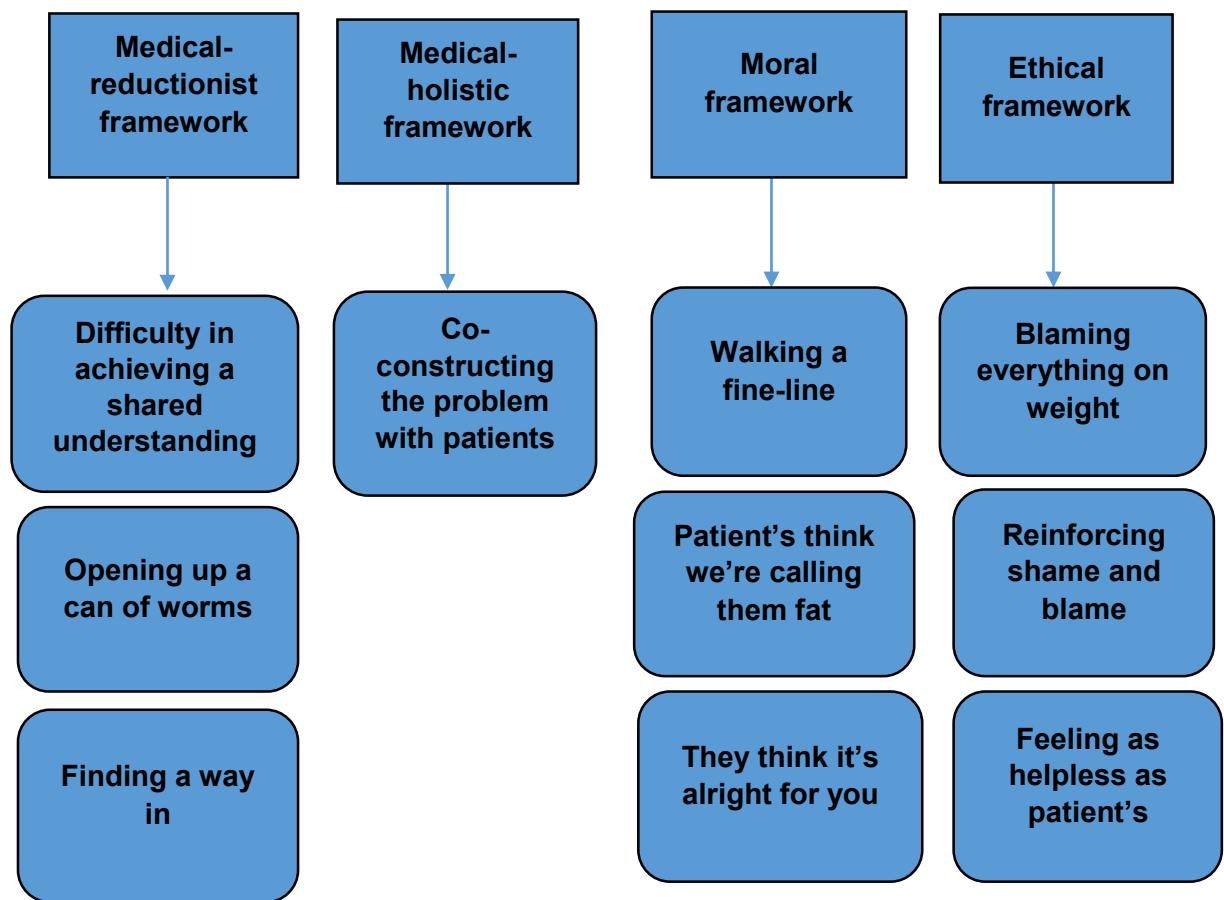 Medical-
reductionist
framework
Medical-
holistic
framework
Moral
framework
Ethical
framework
Difficulty in
achieving a
shared
understanding
Co-
constructing
the problem
with patients
Walking a
fine-line
Blaming
everything on
weight
Opening up a
can of worms
Patient’s think
we’re calling
them fat
Reinforcing
shame and
blame
Finding a way
in
They think it’s
alright for you
Feeling as
helpless as
patient’s